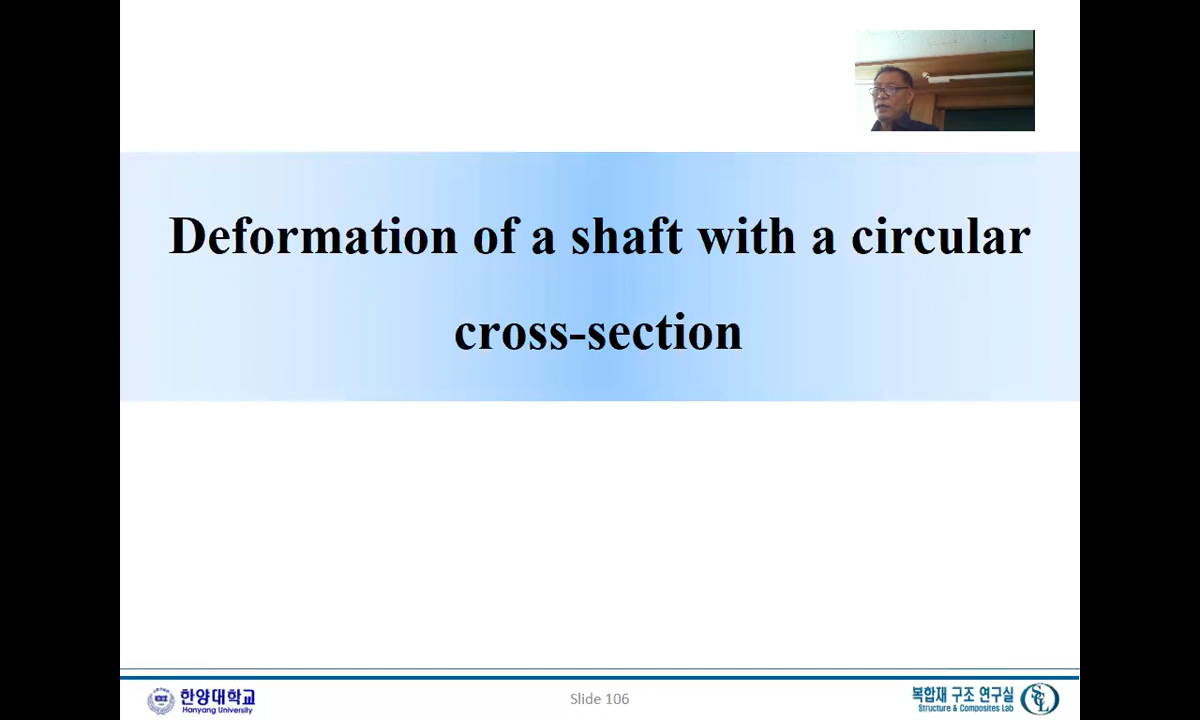 Deformation of a shaft with a circular
cross-section
한양대학교
Hanyang University
Slide 106
복합재 구조 연구실
Structure & Composites Lab
SCL